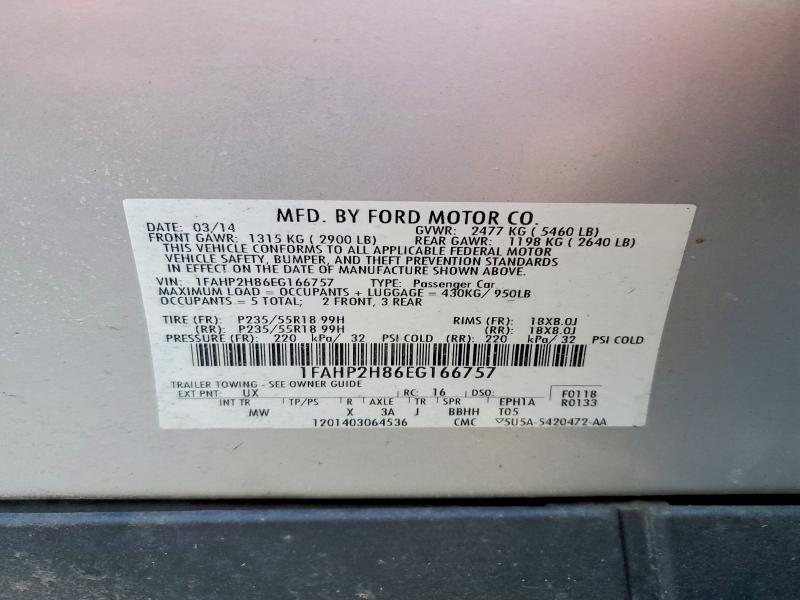 MFD. BY FORD MOTOR CO.
DATE: 03/14 GVWR: 2477 KG ( 5460 LB)
FRONT GAWR: 1315 KG ( 2900 LB) REAR GAWR: 1198 KG ( 2640 LB)
THIS VEHICLE CONFORMS TO ALL APPLICABLE FEDERAL MOTOR
VEHICLE SAFETY, BUMPER, AND THEFT PREVENTION STANDARDS
IN EFFECT ON THE DATE OF MANUFACTURE SHOWN ABOVE.
VIN: 1FAHP2H86EG166757 TYPE: Passenger Car
MAXIMUM LOAD = OCCUPANTS + LUGGAGE = 430KG/ 950LB
OCCUPANTS = 5 TOTAL; 2 FRONT, 3 REAR
TIRE (FR): P235/55R18 99H RIMS (FR): 18X8.0J
(RR): P235/55R18 99H (RR): 18X8.0J
PRESSURE (FR): 220 kPa/ 32 PSI COLD (RR): 220 kPa/ 32 PSI COLD
1FAHP2H86EG166757
TRAILER TOWING - SEE OWNER GUIDE
EXT PNT: UX RC: 16 DSO: F0118
INT TR TP/PS R AXLE TR SPR EPH1A R0133
MW X 3A J BBHH T05
1201403064536 CMC ▽5U5A-5420472-AA